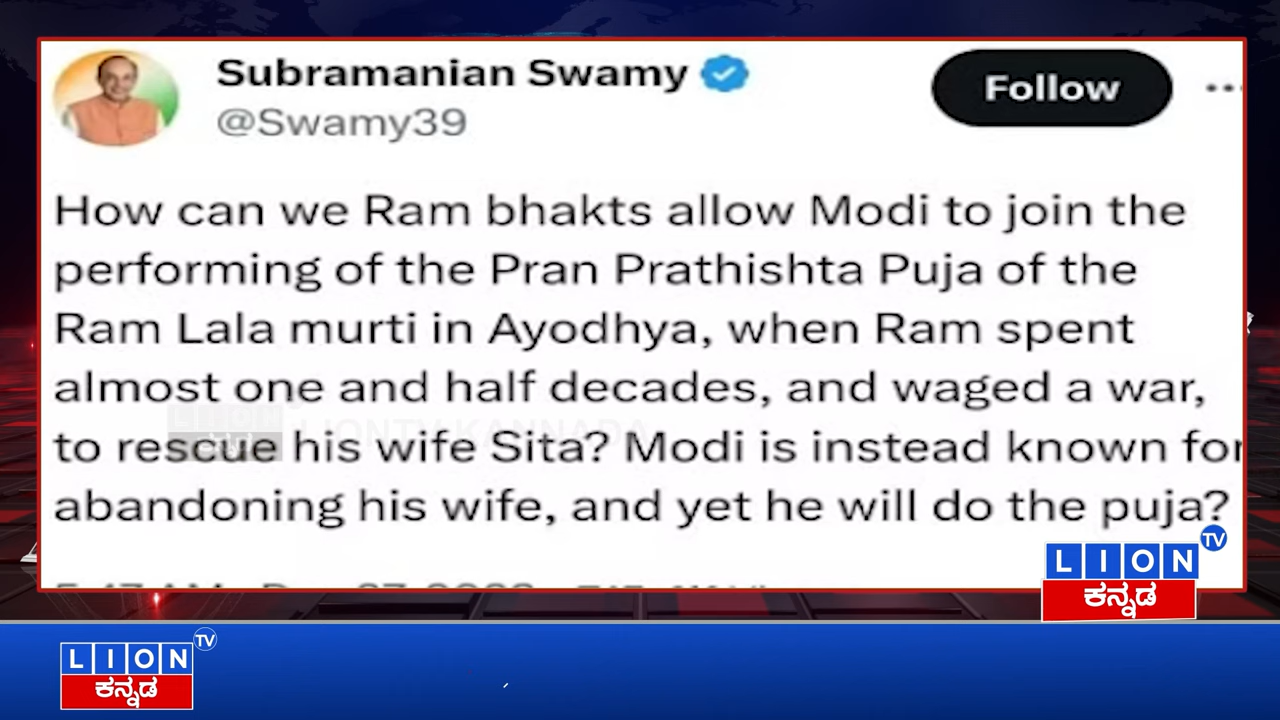 Subramanian Swamy
@Swamy39
Follow
How can we Ram bhakts allow Modi to join the
performing of the Pran Prathishta Puja of the
Ram Lala murti in Ayodhya, when Ram spent
almost one and half decades, and waged a war,
to rescue his wife Sita? Modi is instead known for
abandoning his wife, and yet he will do the puja?
LION TV
ಕನ್ನಡ
LION TV
ಕನ್ನಡ